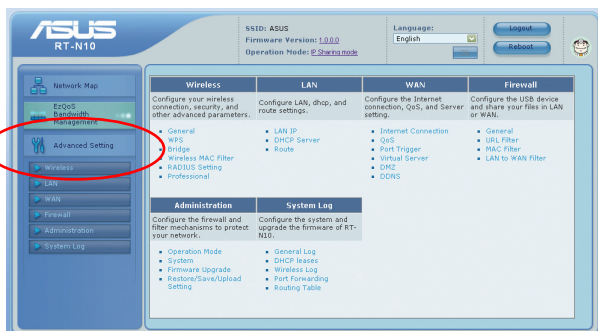 ASUS
RT-N10
SSID: ASUS
Firmware Version: 1.0.0.0
Operation Mode: IP Sharing mode
Language:
English
Logout
Reboot
Network Map
EzQoS
Bandwidth
Management
Advanced Setting
Wireless
LAN
WAN
Firewall
Administration
System Log
Wireless
Configure your wireless
connection, security, and
other advanced parameters.
General
WPS
Bridge
Wireless MAC Filter
RADIUS Setting
Professional
LAN
Configure LAN, dhcp, and
route settings.
LAN IP
DHCP Server
Route
WAN
Configure the Internet
connection, QoS, and Server
setting.
Internet Connection
QoS
Port Trigger
Virtual Server
DMZ
DDNS
Firewall
Configure the USB device
and share your files in LAN
or WAN.
General
URL Filter
MAC Filter
LAN to WAN Filter
Administration
Configure the firewall and
filter mechanisms to protect
your network.
Operation Mode
System
Firmware Upgrade
Restore/Save/Upload
Setting
System Log
Configure the system and
upgrade the firmware of RT-
N10.
General Log
DHCP leases
Wireless Log
Port Forwarding
Routing Table